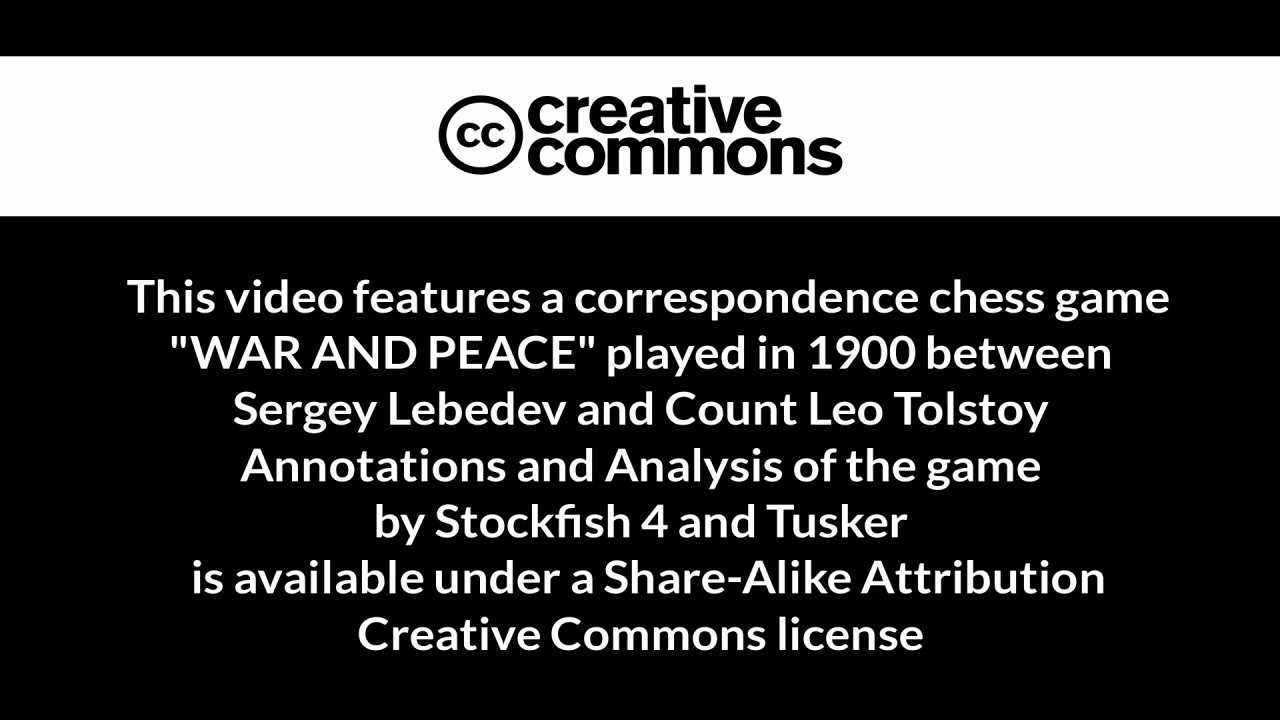 cc creative
commons
This video features a correspondence chess game
"WAR AND PEACE" played in 1900 between
Sergey Lebedev and Count Leo Tolstoy
Annotations and Analysis of the game
by Stockfish 4 and Tusker
is available under a Share-Alike Attribution
Creative Commons license